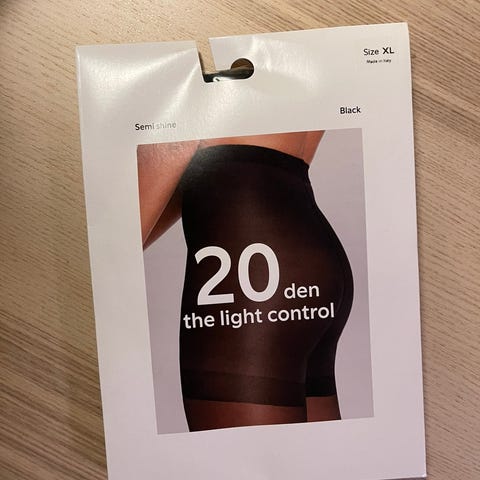 Size XL
Made in Italy
Black
Semi shine
20 den
the light control